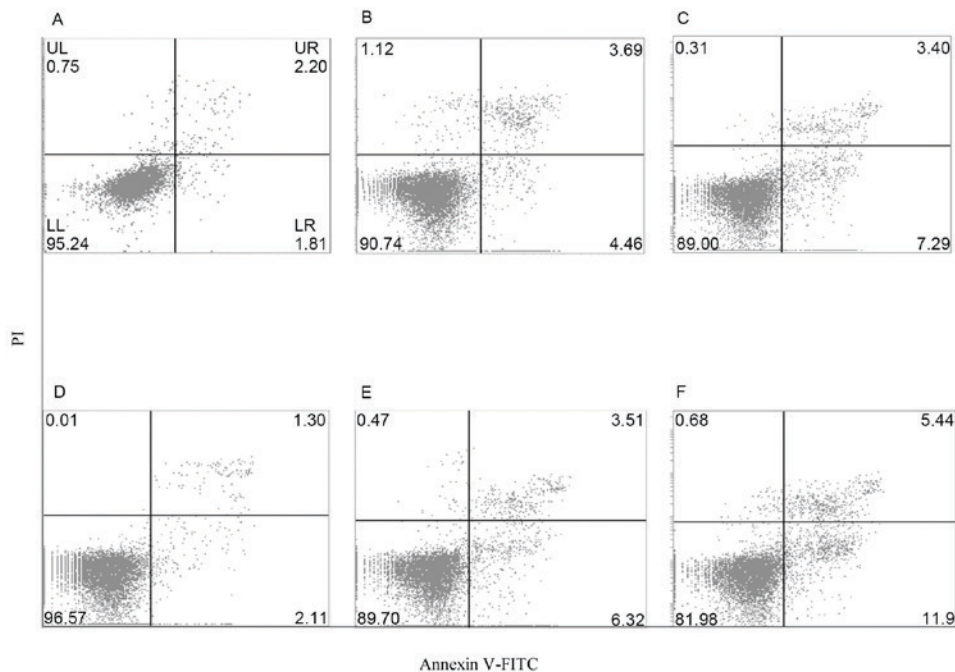 A
UL
0.75
UR
2.20
LL
95.24
LR
1.81
B
1.12
3.69
90.74
4.46
C
0.31
3.40
89.00
7.29
PI
D
0.01
1.30
96.57
2.11
E
0.47
3.51
89.70
6.32
F
0.68
5.44
81.98
11.9
Annexin V-FITC